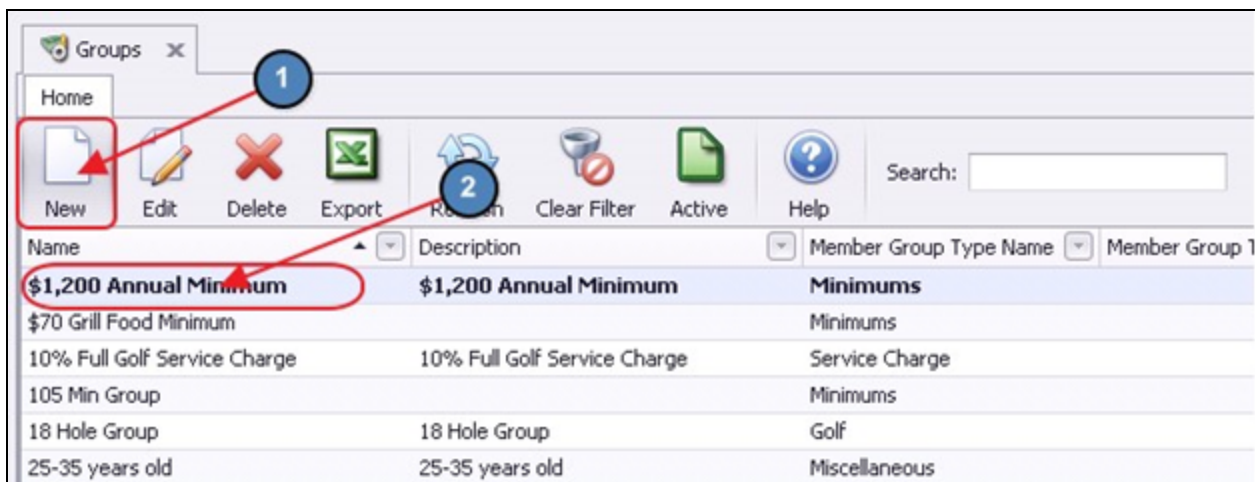 Groups
1
Home
2
New Edit Delete Export Clear Filter Active Help Search:
Name Description Member Group Type Name Member Group
$1,200 Annual Minimum $1,200 Annual Minimum Minimums
$70 Grill Food Minimum Minimums
10% Full Golf Service Charge 10% Full Golf Service Charge Service Charge
105 Min Group Minimums
18 Hole Group 18 Hole Group Golf
25-35 years old 25-35 years old Miscellaneous